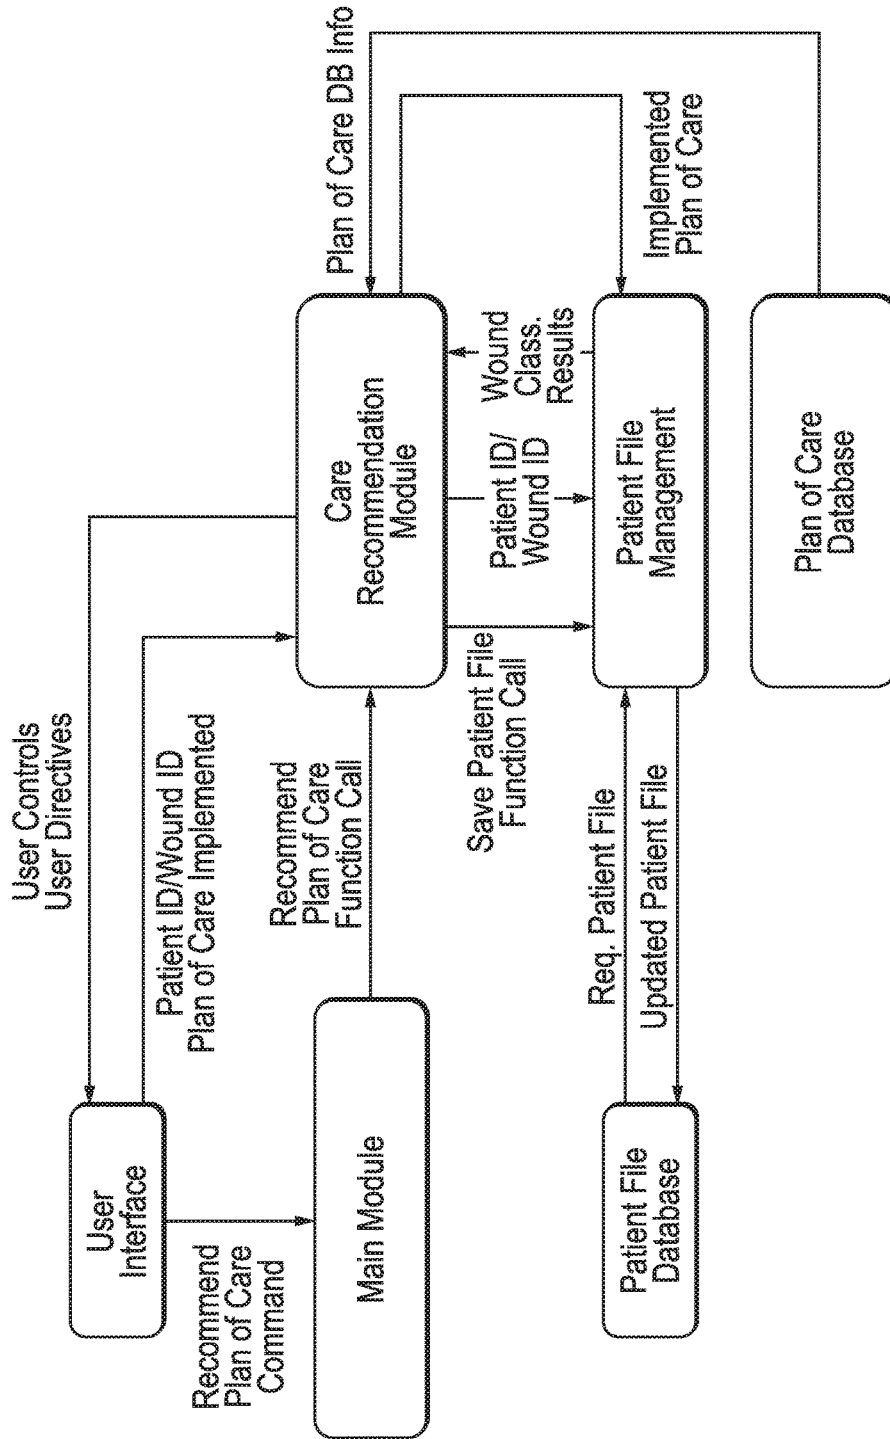 User Controls
User Directives
Patient ID/Wound ID
Plan of Care Implemented
User
Interface
Recommend
Plan of Care
Command
Main Module
Recommend
Plan of Care
Function Call
Care
Recommendation
Module
Plan of Care DB Info
Implemented
Plan of Care
Save Patient File
Function Call
Patient ID/
Wound ID
Wound
Class.
Results
Patient File
Management
Req. Patient File
Updated Patient File
Patient File
Database
Plan of Care
Database